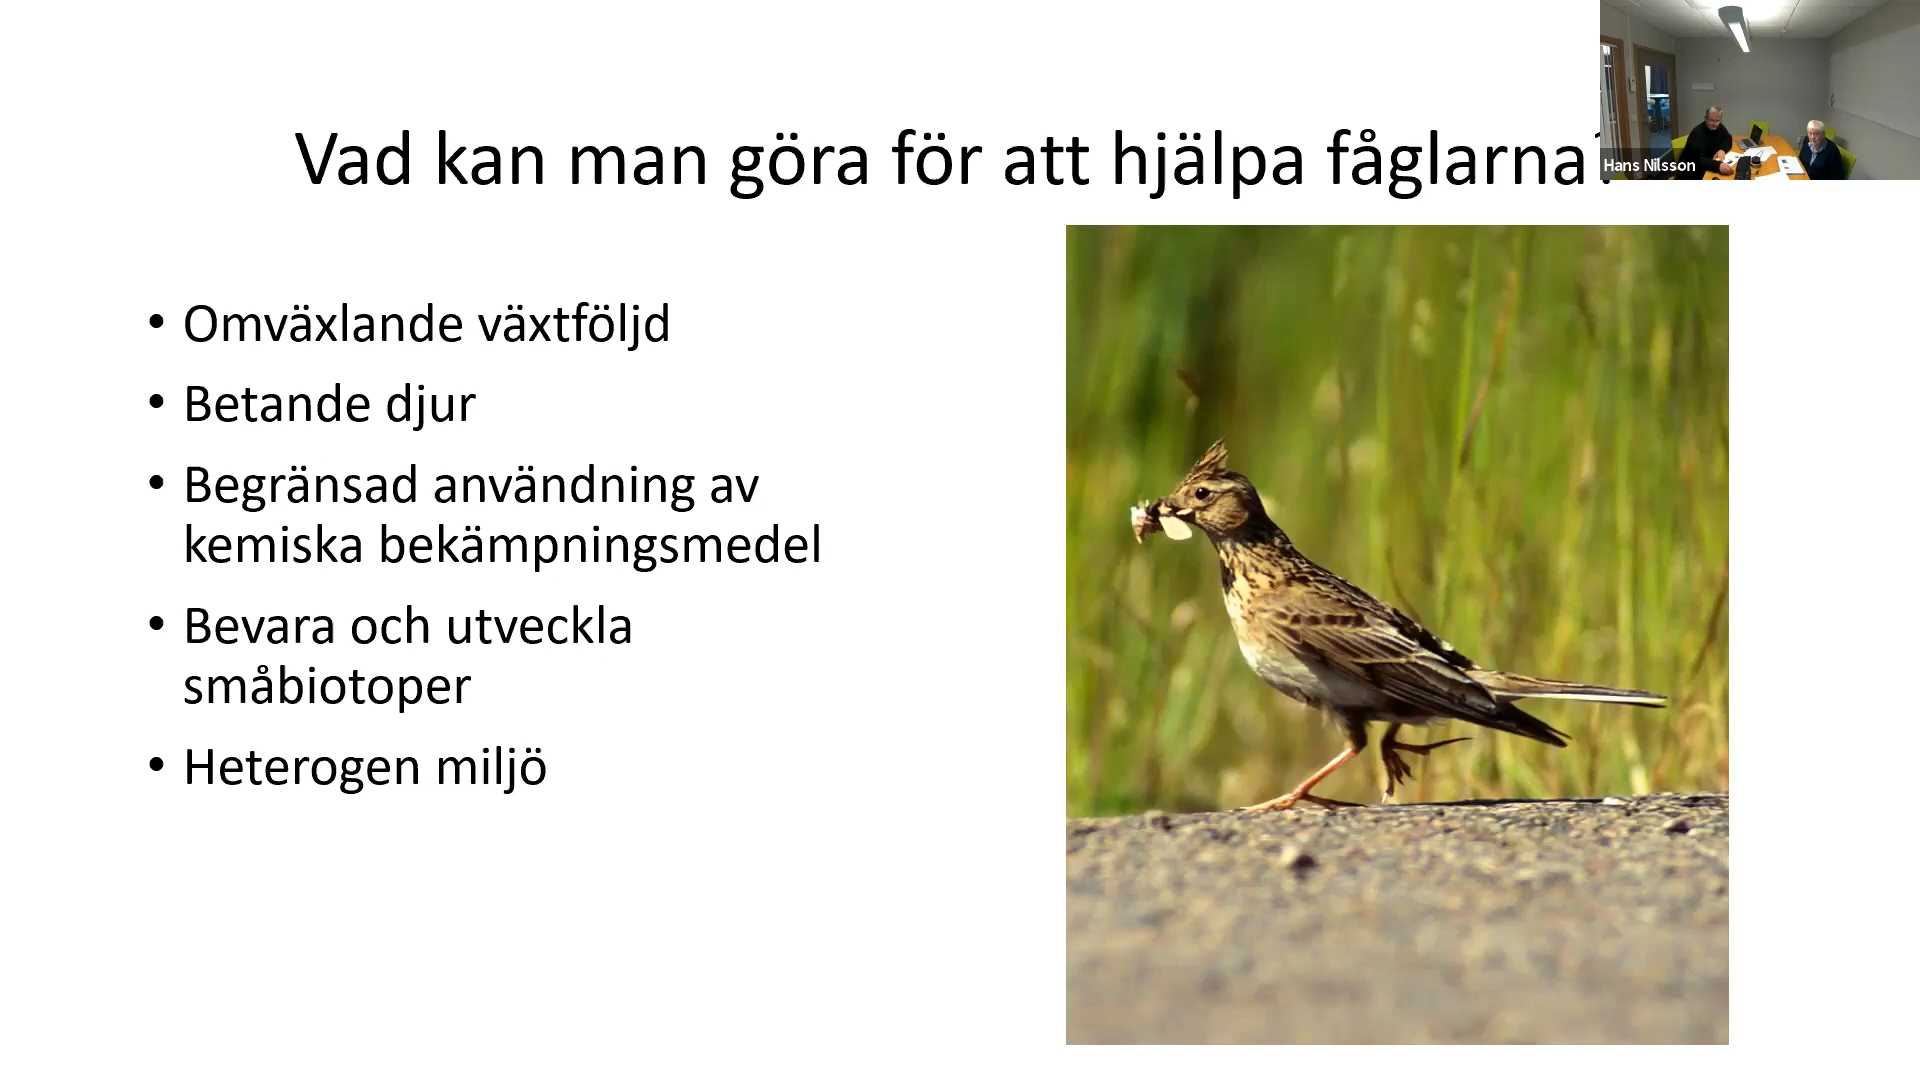 Vad kan man göra för att hjälpa fåglarna?
Hans Nilsson
• Omväxlande växtföljd
• Betande djur
• Begränsad användning av
kemiska bekämpningsmedel
• Bevara och utveckla
småbiotoper
• Heterogen miljö